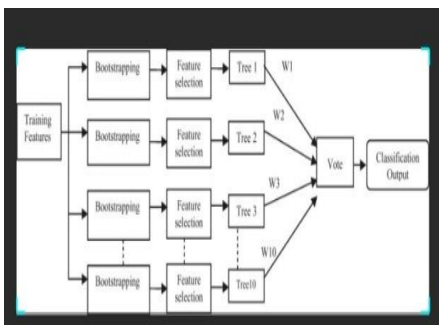 Training
Features
Bootstrapping
Feature
selection
Tree 1
W1
Bootstrapping
Feature
selection
Tree 2
W2
Bootstrapping
Feature
selection
Tree 3
W3
Bootstrapping
Feature
selection
Tree10
W10
Vote
Classification
Output